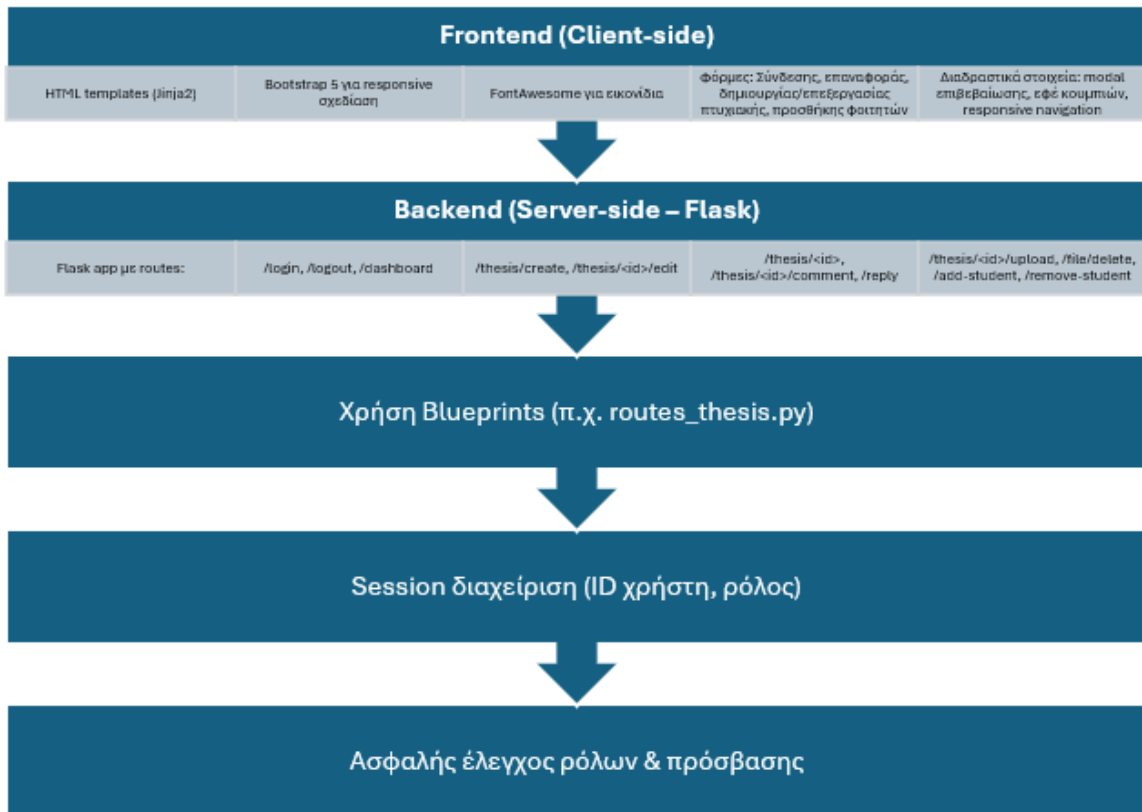 Frontend (Client-side)
HTML templates (Jinja2)
Bootstrap 5 για responsive
σχεδίαση
FontAwesome για εικονίδια
Φόρμες: Σύνδεσης, επαναφοράς,
δημιουργίας/επεξεργασίας
πτυχιακής, προσθήκης φοιτητών
Διαδραστικά στοιχεία: modal
επιβεβαίωσης, εφέ κουμπιών,
responsive navigation
Backend (Server-side – Flask)
Flask app με routes:
/login, /logout, /dashboard
/thesis/create, /thesis/<id>/edit
/thesis/<id>,
/thesis/<id>/comment, /reply
/thesis/<id>/upload, /file/delete,
/add-student, /remove-student
Χρήση Blueprints (π.χ. routes_thesis.py)
Session διαχείριση (ID χρήστη, ρόλος)
Ασφαλής έλεγχος ρόλων & πρόσβασης